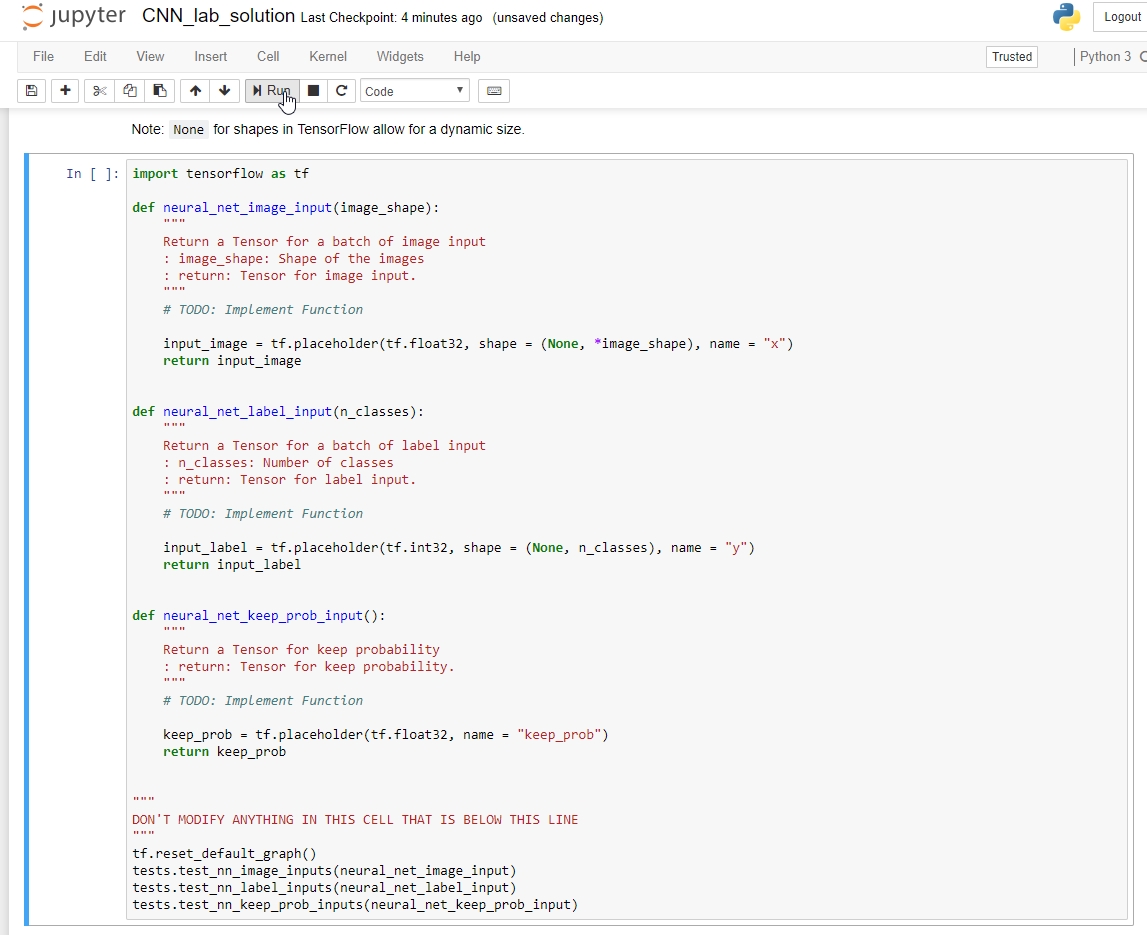 jupyter CNN_lab_solution Last Checkpoint: 4 minutes ago (unsaved changes) Logout
File Edit View Insert Cell Kernel Widgets Help Trusted Python 3
Run Code
Note: None for shapes in TensorFlow allow for a dynamic size.
In [ ]: import tensorflow as tf
def neural_net_image_input(image_shape):
"""
Return a Tensor for a batch of image input
: image_shape: Shape of the images
: return: Tensor for image input.
"""
# TODO: Implement Function
input_image = tf.placeholder(tf.float32, shape = (None, *image_shape), name = "x")
return input_image
def neural_net_label_input(n_classes):
"""
Return a Tensor for a batch of label input
: n_classes: Number of classes
: return: Tensor for label input.
"""
# TODO: Implement Function
input_label = tf.placeholder(tf.int32, shape = (None, n_classes), name = "y")
return input_label
def neural_net_keep_prob_input():
"""
Return a Tensor for keep probability
: return: Tensor for keep probability.
"""
# TODO: Implement Function
keep_prob = tf.placeholder(tf.float32, name = "keep_prob")
return keep_prob
"""
DON'T MODIFY ANYTHING IN THIS CELL THAT IS BELOW THIS LINE
"""
tf.reset_default_graph()
tests.test_nn_image_inputs(neural_net_image_input)
tests.test_nn_label_inputs(neural_net_label_input)
tests.test_nn_keep_prob_inputs(neural_net_keep_prob_input)